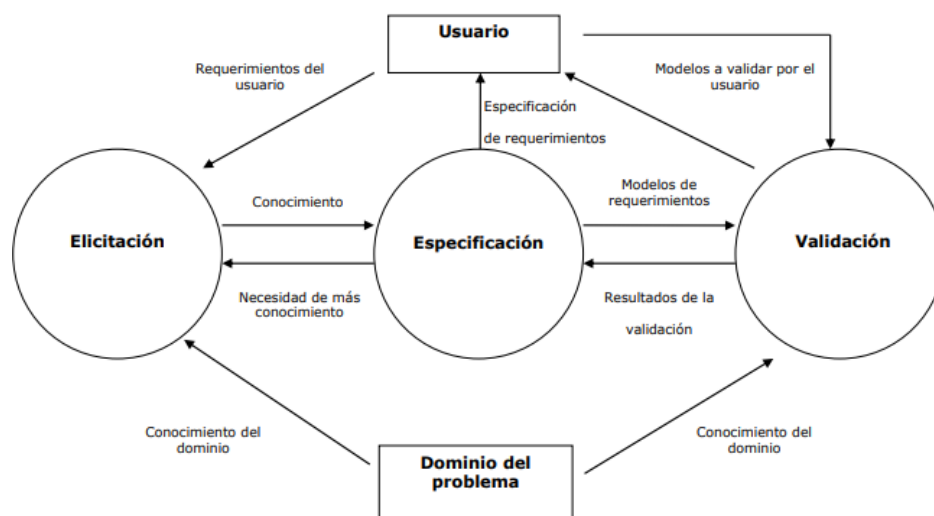 Usuario
Requerimientos del
usuario
Modelos a validar por el
usuario
Especificación
de requerimientos
Conocimiento
Modelos de
requerimientos
Elicitación
Especificación
Validación
Necesidad de más
conocimiento
Resultados de la
validación
Conocimiento del
dominio
Conocimiento del
dominio
Dominio del
problema